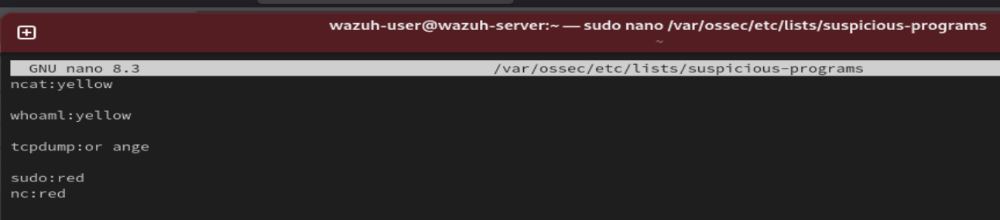 wazuh-user@wazuh-server:~ — sudo nano /var/ossec/etc/lists/suspicious-programs
~
GNU nano 8.3 /var/ossec/etc/lists/suspicious-programs
ncat:yellow
whoaml:yellow
tcpdump:or ange
sudo:red
nc:red